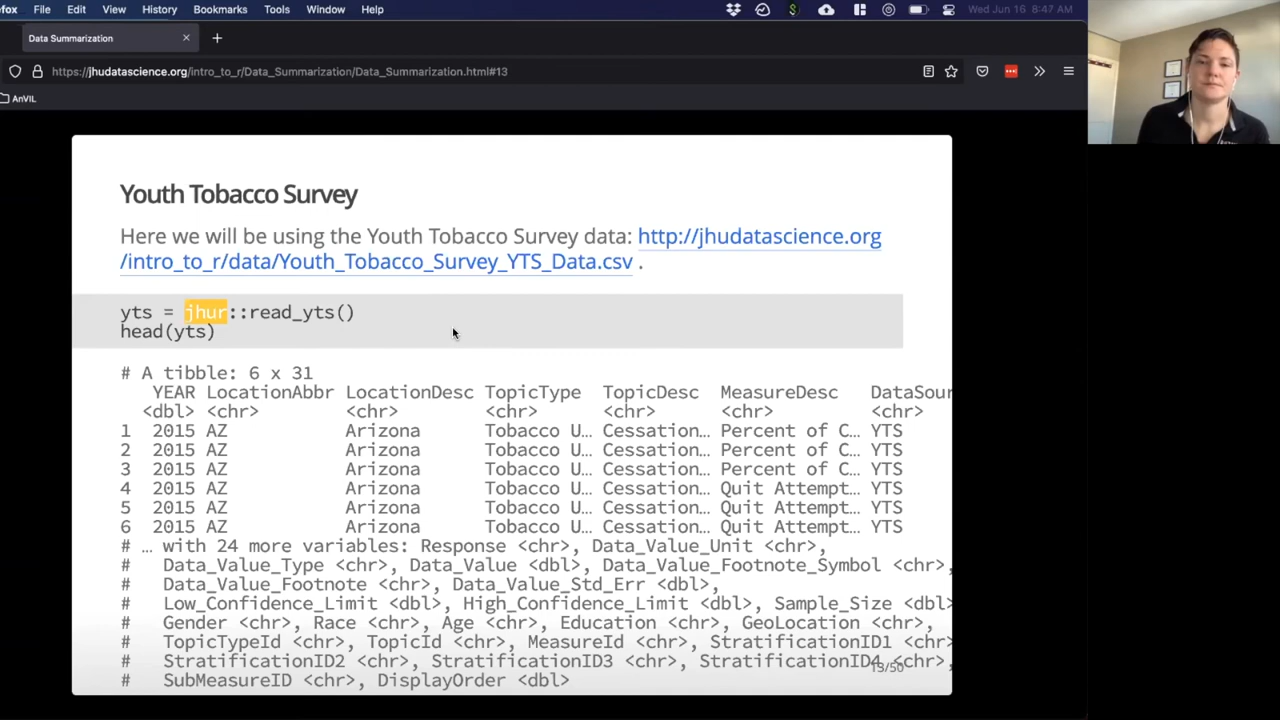 efox File Edit View History Bookmarks Tools Window Help Wed Jun 16 8:47 AM
Data Summarization
https://jhudatascience.org/intro_to_r/Data_Summarization/Data_Summarization.html#13
AnVIL
Youth Tobacco Survey
Here we will be using the Youth Tobacco Survey data: http://jhudatascience.org
/intro_to_r/data/Youth_Tobacco_Survey_YTS_Data.csv .
yts = jhur::read_yts()
head(yts)
# A tibble: 6 x 31
YEAR LocationAbbr LocationDesc TopicType TopicDesc MeasureDesc DataSour
<dbl> <chr> <chr> <chr> <chr> <chr> <chr>
1 2015 AZ Arizona Tobacco U… Cessation… Percent of C… YTS
2 2015 AZ Arizona Tobacco U… Cessation… Percent of C… YTS
3 2015 AZ Arizona Tobacco U… Cessation… Percent of C… YTS
4 2015 AZ Arizona Tobacco U… Cessation… Quit Attempt… YTS
5 2015 AZ Arizona Tobacco U… Cessation… Quit Attempt… YTS
6 2015 AZ Arizona Tobacco U… Cessation… Quit Attempt… YTS
# … with 24 more variables: Response <chr>, Data_Value_Unit <chr>,
# Data_Value_Type <chr>, Data_Value <dbl>, Data_Value_Footnote_Symbol <chr>,
# Data_Value_Footnote <chr>, Data_Value_Std_Err <dbl>,
# Low_Confidence_Limit <dbl>, High_Confidence_Limit <dbl>, Sample_Size <dbl>
# Gender <chr>, Race <chr>, Age <chr>, Education <chr>, GeoLocation <chr>,
# TopicTypeId <chr>, TopicId <chr>, MeasureId <chr>, StratificationID1 <chr>
# StratificationID2 <chr>, StratificationID3 <chr>, StratificationID4 <chr>,
# SubMeasureID <chr>, DisplayOrder <dbl>
13/50